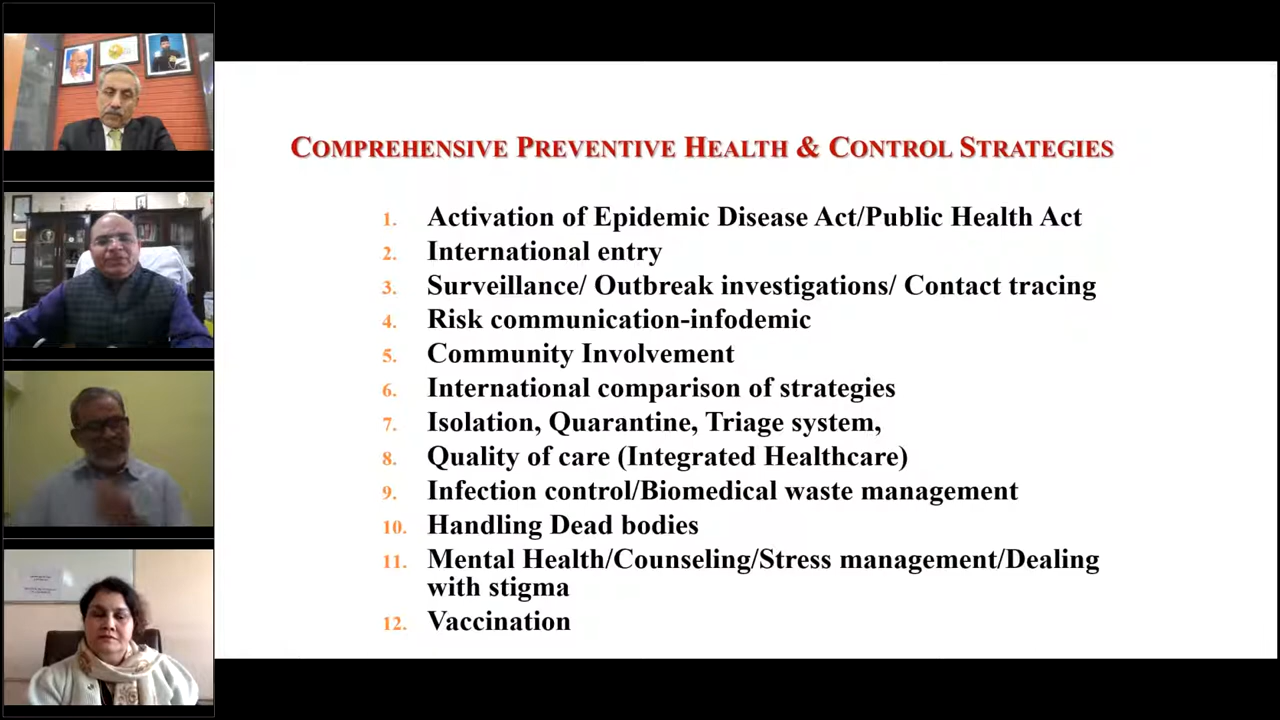 COMPREHENSIVE PREVENTIVE HEALTH & CONTROL STRATEGIES
1. Activation of Epidemic Disease Act/Public Health Act
2. International entry
3. Surveillance/ Outbreak investigations/ Contact tracing
4. Risk communication-infodemic
5. Community Involvement
6. International comparison of strategies
7. Isolation, Quarantine, Triage system,
8. Quality of care (Integrated Healthcare)
9. Infection control/Biomedical waste management
10. Handling Dead bodies
11. Mental Health/Counseling/Stress management/Dealing
with stigma
12. Vaccination